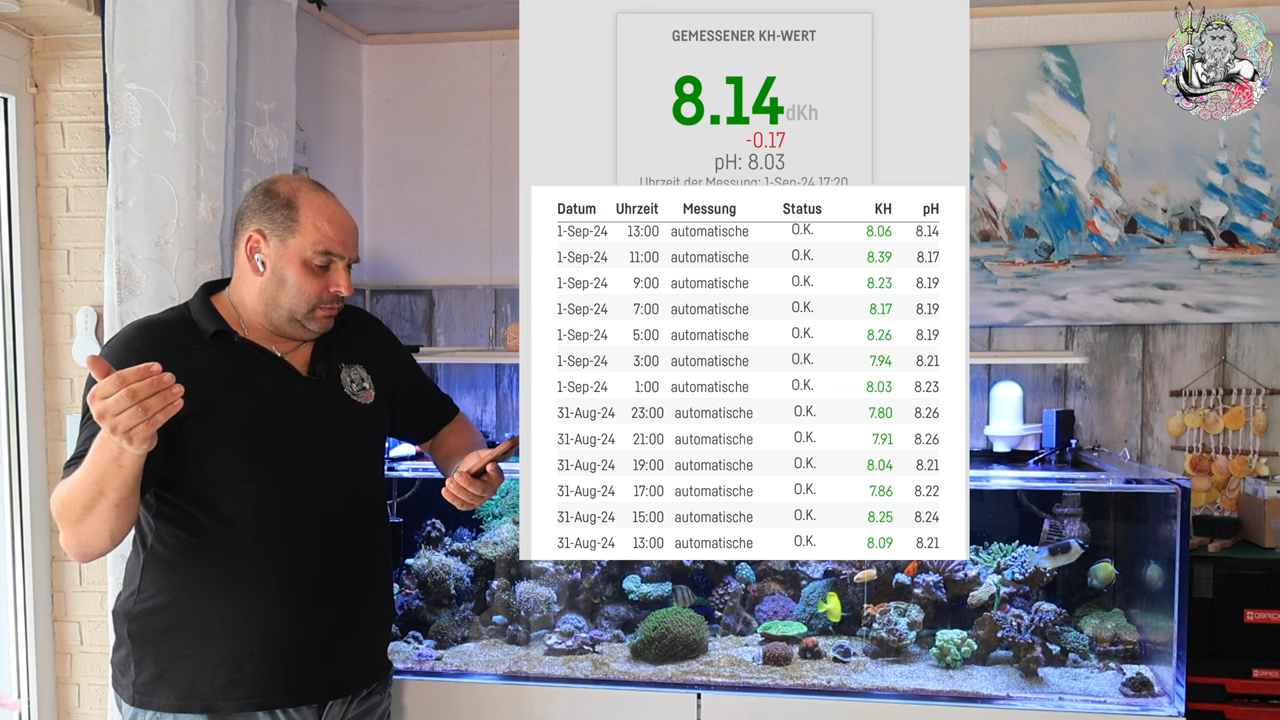 GEMESSENER KH-WERT
8.14 dKh
-0.17
pH: 8.03
Uhrzeit der Messung: 1-Sep-24 17:20
Datum Uhrzeit Messung Status KH pH
1-Sep-24 13:00 automatische O.K. 8.06 8.14
1-Sep-24 11:00 automatische O.K. 8.39 8.17
1-Sep-24 9:00 automatische O.K. 8.23 8.19
1-Sep-24 7:00 automatische O.K. 8.17 8.19
1-Sep-24 5:00 automatische O.K. 8.26 8.19
1-Sep-24 3:00 automatische O.K. 7.94 8.21
1-Sep-24 1:00 automatische O.K. 8.03 8.23
31-Aug-24 23:00 automatische O.K. 7.80 8.26
31-Aug-24 21:00 automatische O.K. 7.91 8.26
31-Aug-24 19:00 automatische O.K. 8.04 8.21
31-Aug-24 17:00 automatische O.K. 7.86 8.22
31-Aug-24 15:00 automatische O.K. 8.25 8.24
31-Aug-24 13:00 automatische O.K. 8.09 8.21